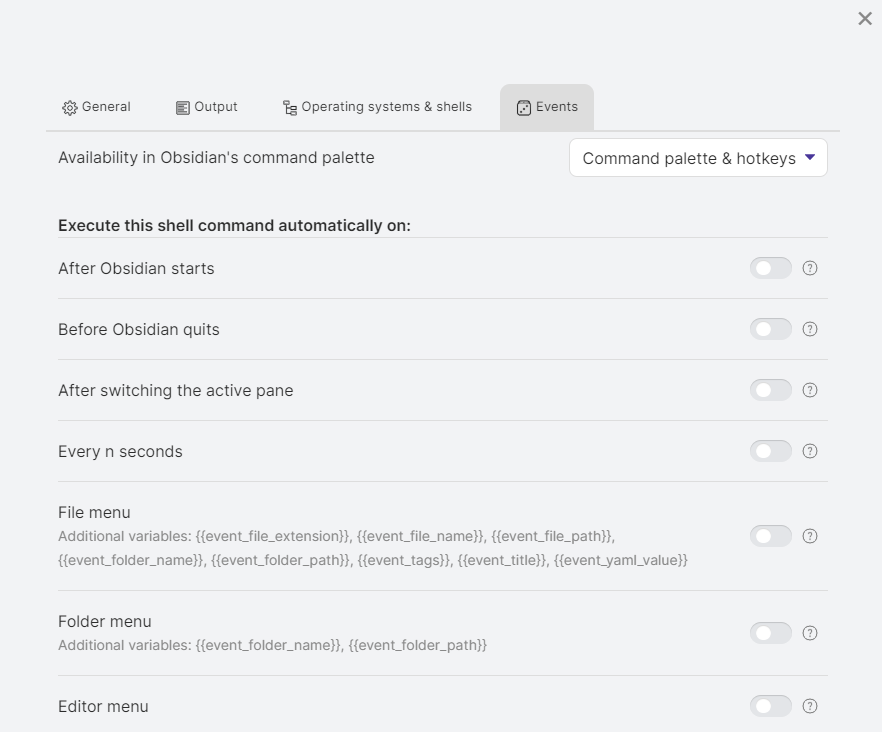 General Output Operating systems & shells Events
Availability in Obsidian's command palette Command palette & hotkeys
Execute this shell command automatically on:
After Obsidian starts
Before Obsidian quits
After switching the active pane
Every n seconds
File menu
Additional variables: {{event_file_extension}}, {{event_file_name}}, {{event_file_path}},
{{event_folder_name}}, {{event_folder_path}}, {{event_tags}}, {{event_title}}, {{event_yaml_value}}
Folder menu
Additional variables: {{event_folder_name}}, {{event_folder_path}}
Editor menu